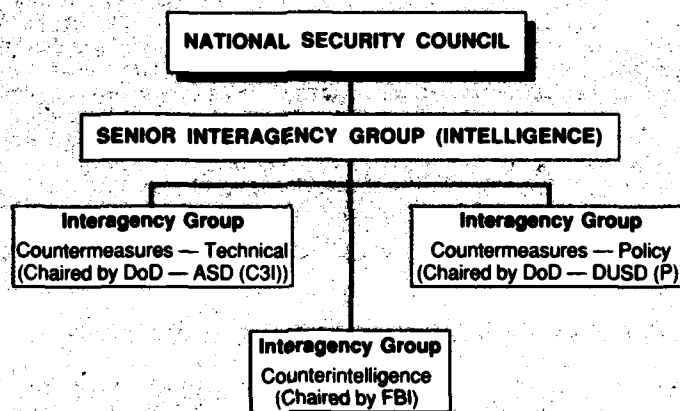 NATIONAL SECURITY COUNCIL
SENIOR INTERAGENCY GROUP (INTELLIGENCE)
Interagency Group
Countermeasures — Technical
(Chaired by DoD — ASD (C3I))
Interagency Group
Countermeasures — Policy
(Chaired by DoD — DUSD (P)
Interagency Group
Counterintelligence
(Chaired by FBI)